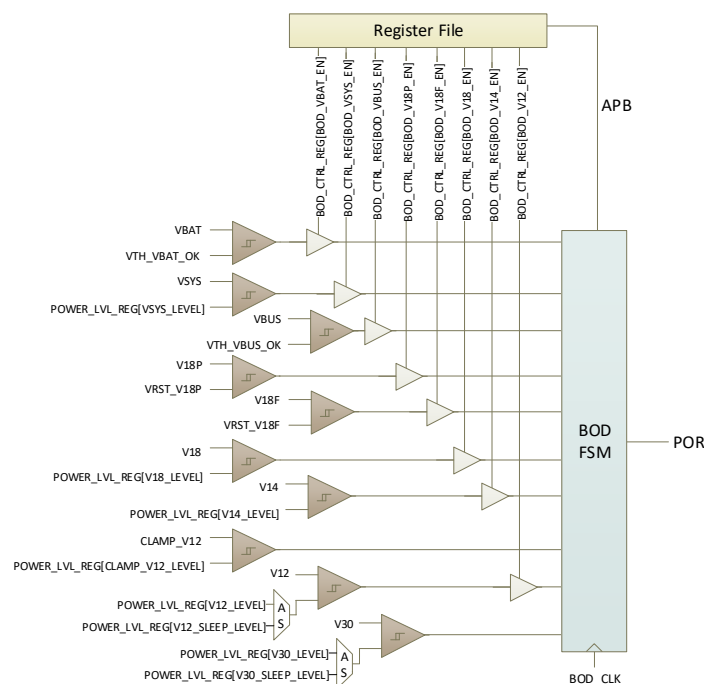 Register File
BOD_CTRL_REG[BOD_VBAT_EN]
BOD_CTRL_REG[BOD_VSYS_EN]
BOD_CTRL_REG[BOD_VBUS_EN]
BOD_CTRL_REG[BOD_V18P_EN]
BOD_CTRL_REG[BOD_V18F_EN]
BOD_CTRL_REG[BOD_V18_EN]
BOD_CTRL_REG[BOD_V14_EN]
BOD_CTRL_REG[BOD_V12_EN]
APB
VBAT
VTH_VBAT_OK
VSYS
POWER_LVL_REG[VSYS_LEVEL]
VBUS
VTH_VBUS_OK
V18P
VRST_V18P
V18F
VRST_V18F
V18
POWER_LVL_REG[V18_LEVEL]
V14
POWER_LVL_REG[V14_LEVEL]
CLAMP_V12
POWER_LVL_REG[CLAMP_V12_LEVEL]
V12
POWER_LVL_REG[V12_LEVEL]
A
POWER_LVL_REG[V12_SLEEP_LEVEL]
S
V30
POWER_LVL_REG[V30_LEVEL]
A
POWER_LVL_REG[V30_SLEEP_LEVEL]
S
BOD
FSM
POR
BOD_CLK